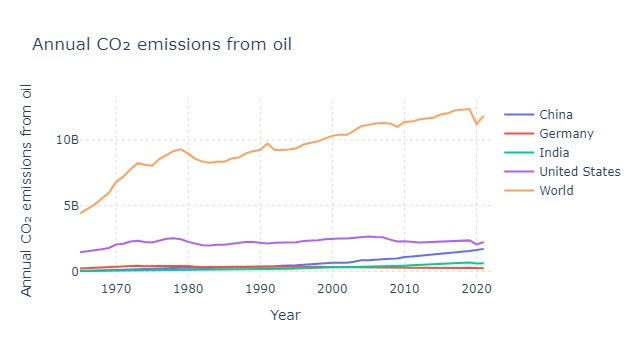 Annual CO₂ emissions from oil
Annual CO₂ emissions from oil
10B
5B
0
1970
1980
1990
2000
2010
2020
Year
China
Germany
India
United States
World